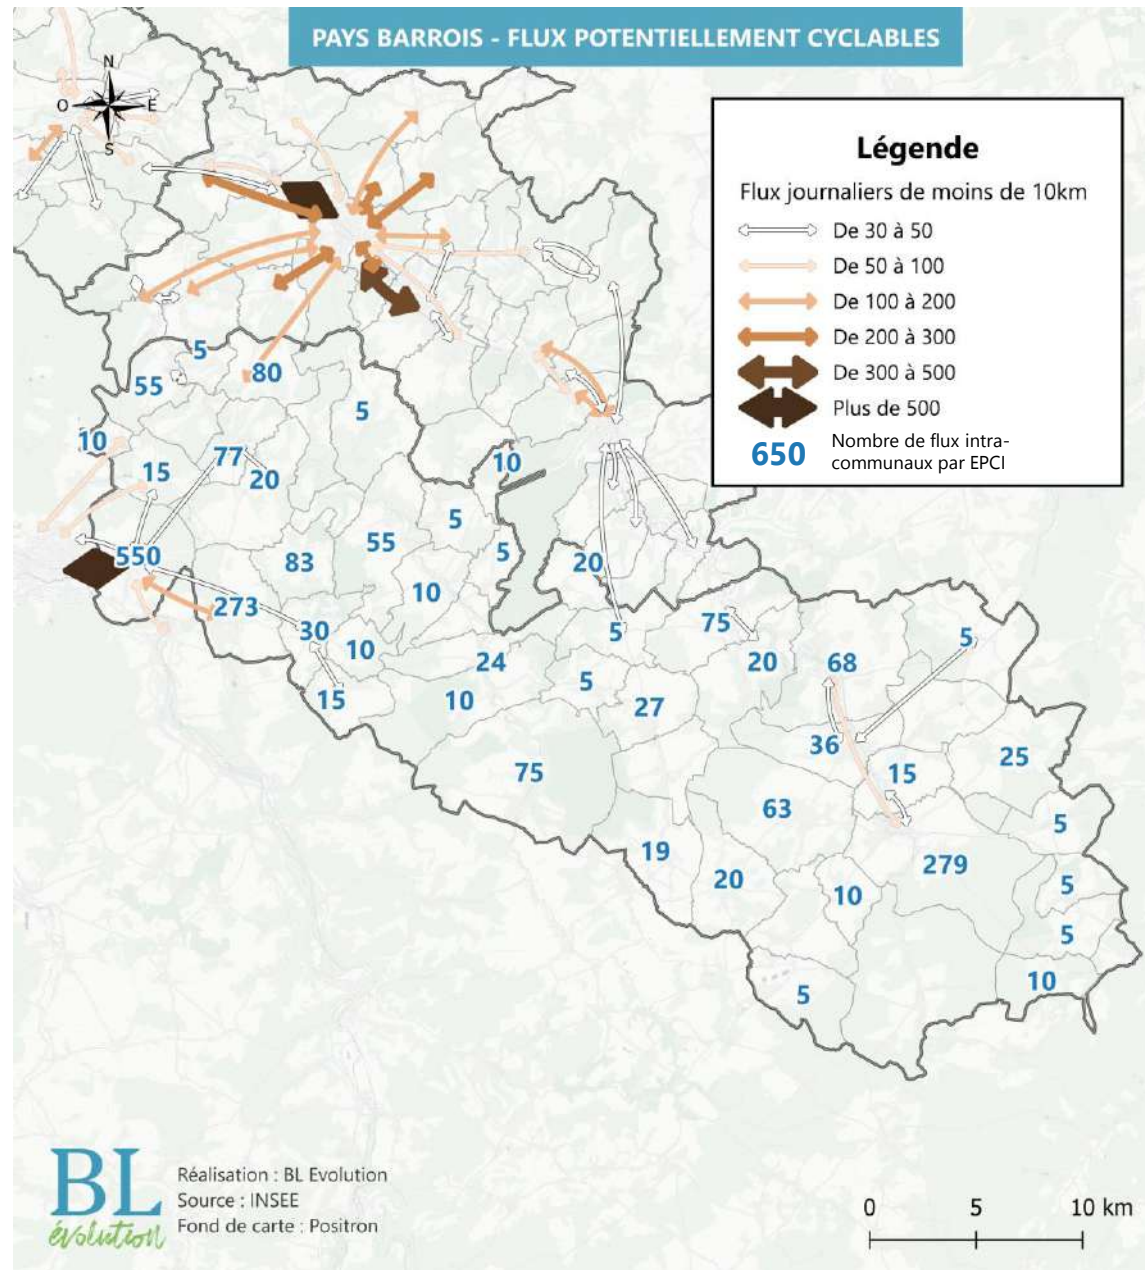 PAYS BARROIS - FLUX POTENTIELLEMENT CYCLABLES
N
O
E
S
Légende
Flux journaliers de moins de 10km
De 30 à 50
De 50 à 100
De 100 à 200
De 200 à 300
De 300 à 500
Plus de 500
650
Nombre de flux intra-
communaux par EPCI
5
80
55
5
10
77
10
15
20
5
55
5
550
83
20
10
273
30
5
75
5
10
24
20
68
5
15
10
27
36
25
75
15
63
5
19
279
20
10
5
5
10
5
BL
évolution
Réalisation : BL Evolution
Source : INSEE
Fond de carte : Positron
0 5 10 km